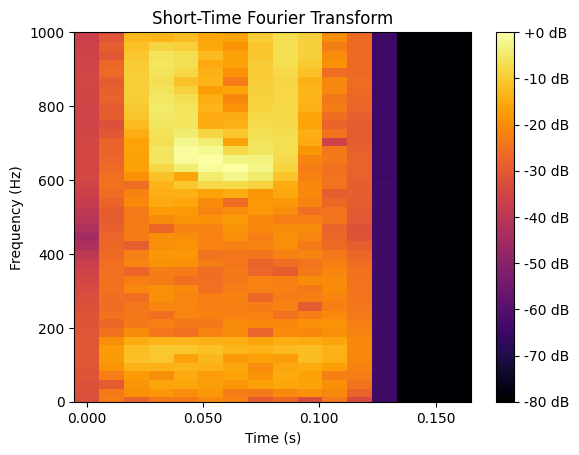 Short-Time Fourier Transform
1000
800
600
400
200
0
Frequency (Hz)
0.000
0.050
0.100
0.150
Time (s)
+0 dB
-10 dB
-20 dB
-30 dB
-40 dB
-50 dB
-60 dB
-70 dB
-80 dB